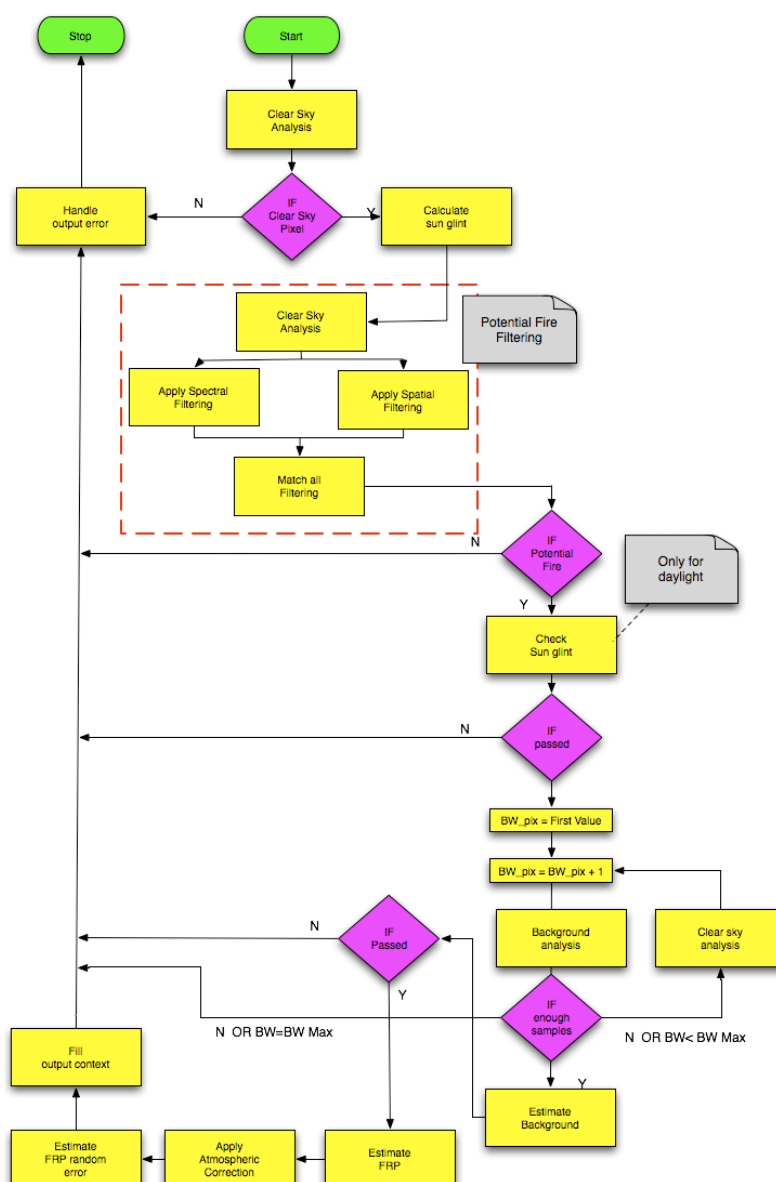 Stop
Start
Clear Sky
Analysis
N
IF
Clear Sky
Pixel
Y
Handle
output error
Calculate
sun glint
Clear Sky
Analysis
Potential Fire
Filtering
Apply Spectral
Filtering
Apply Spatial
Filtering
Match all
Filtering
N
IF
Potential
Fire
Only for
daylight
Y
Check
Sun glint
N
IF
passed
BW_pix = First Value
BW_pix = BW_pix + 1
N
IF
Passed
Background
analysis
Clear sky
analysis
Y
IF
enough
samples
N OR BW=BW Max
N OR BW< BW Max
Fill
output context
Y
Estimate
Background
Estimate
FRP random
error
Apply
Atmospheric
Correction
Estimate
FRP